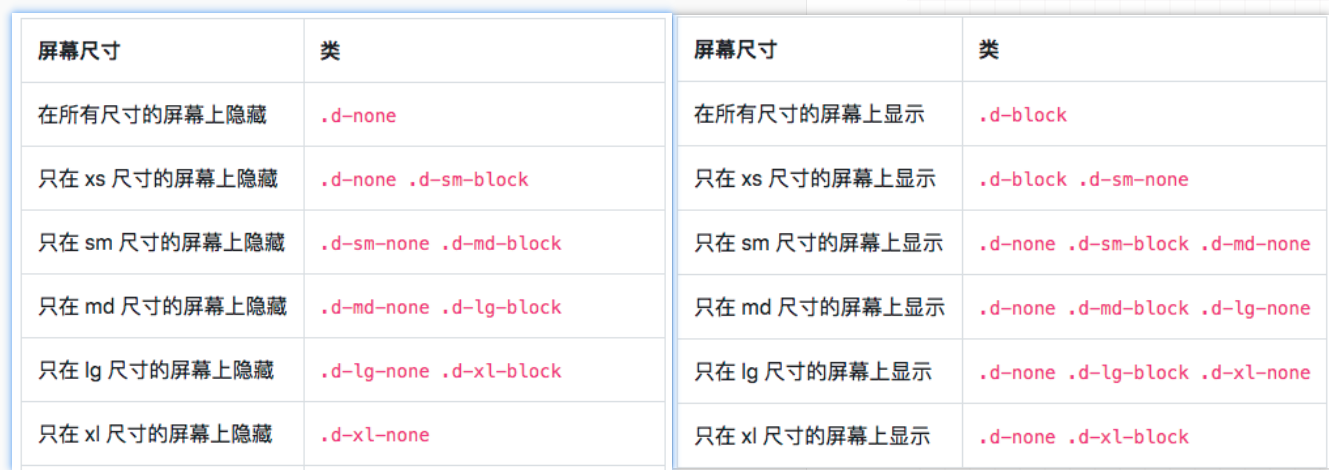 屏幕尺寸 类
在所有尺寸的屏幕上隐藏 .d-none
只在 xs 尺寸的屏幕上隐藏 .d-none .d-sm-block
只在 sm 尺寸的屏幕上隐藏 .d-sm-none .d-md-block
只在 md 尺寸的屏幕上隐藏 .d-md-none .d-lg-block
只在 lg 尺寸的屏幕上隐藏 .d-lg-none .d-xl-block
只在 xl 尺寸的屏幕上隐藏 .d-xl-none
屏幕尺寸 类
在所有尺寸的屏幕上显示 .d-block
只在 xs 尺寸的屏幕上显示 .d-block .d-sm-none
只在 sm 尺寸的屏幕上显示 .d-none .d-sm-block .d-md-none
只在 md 尺寸的屏幕上显示 .d-none .d-md-block .d-lg-none
只在 lg 尺寸的屏幕上显示 .d-none .d-lg-block .d-xl-none
只在 xl 尺寸的屏幕上显示 .d-none .d-xl-block